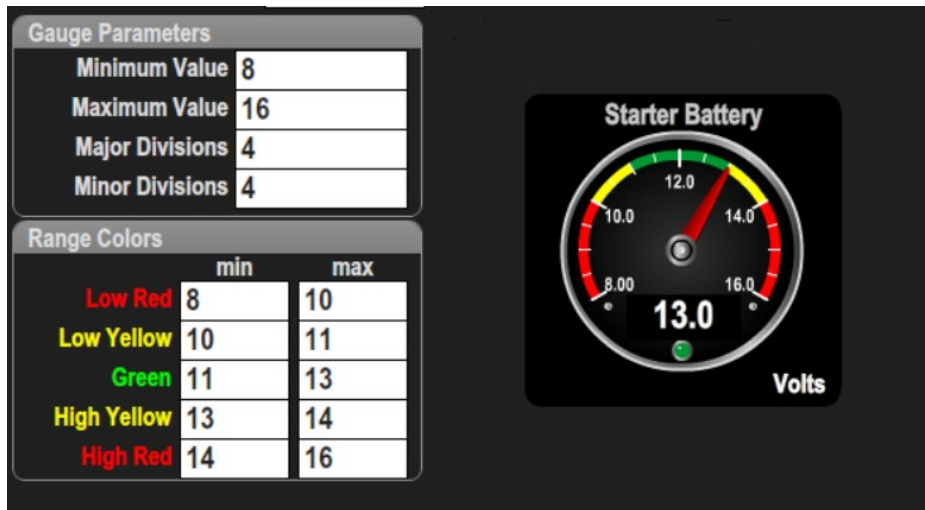 Gauge Parameters
Minimum Value 8
Maximum Value 16
Major Divisions 4
Minor Divisions 4
Range Colors
min max
Low Red 8 10
Low Yellow 10 11
Green 11 13
High Yellow 13 14
High Red 14 16
Starter Battery
12.0
10.0 14.0
8.00 16.0
13.0
Volts